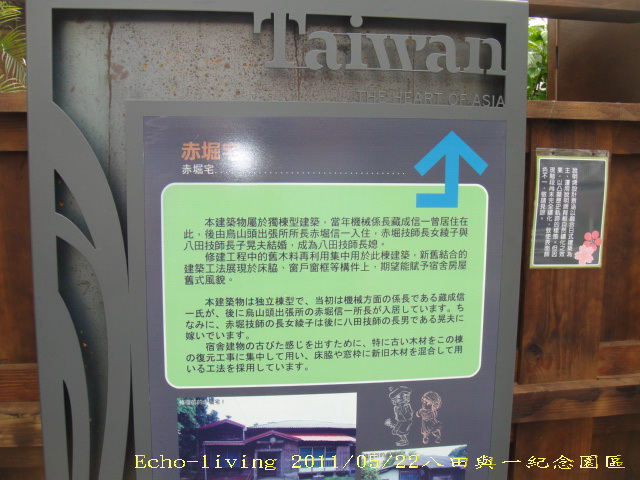 Taiwan
THE HEART OF ASIA
赤堀宅
赤堀宅
本建築物屬於獨棟型建築，當年機械係長藏成信一曾居住在
此，後由烏山頭出張所所長赤堀信一入住，赤堀技師長女綾子與
八田技師長子晃夫結婚，成為八田技師長媳。
修建工程中的舊木料再利用集中用於此棟建築，新舊結合的
建築工法展現於床脇、窗戶窗框等構件上，期望能賦予宿舍房屋
舊式風貌。
本建築物は独立棟型で、当初は機械方面の係長である蔵成信
一氏が、後に烏山頭出張所の赤堀信一所長が入居しています。ち
なみに、赤堀技師の長女綾子は後に八田技師の長男である晃夫に
嫁いでいます。
宿舍建物の古びた感じを出すために、特に古い木材をこの棟
の復元工事に集中して用い、床脇や窓枠に新旧木材を混合して用
いる工法を採用しています。
Echo-living 2011/05/22八田與一紀念園區